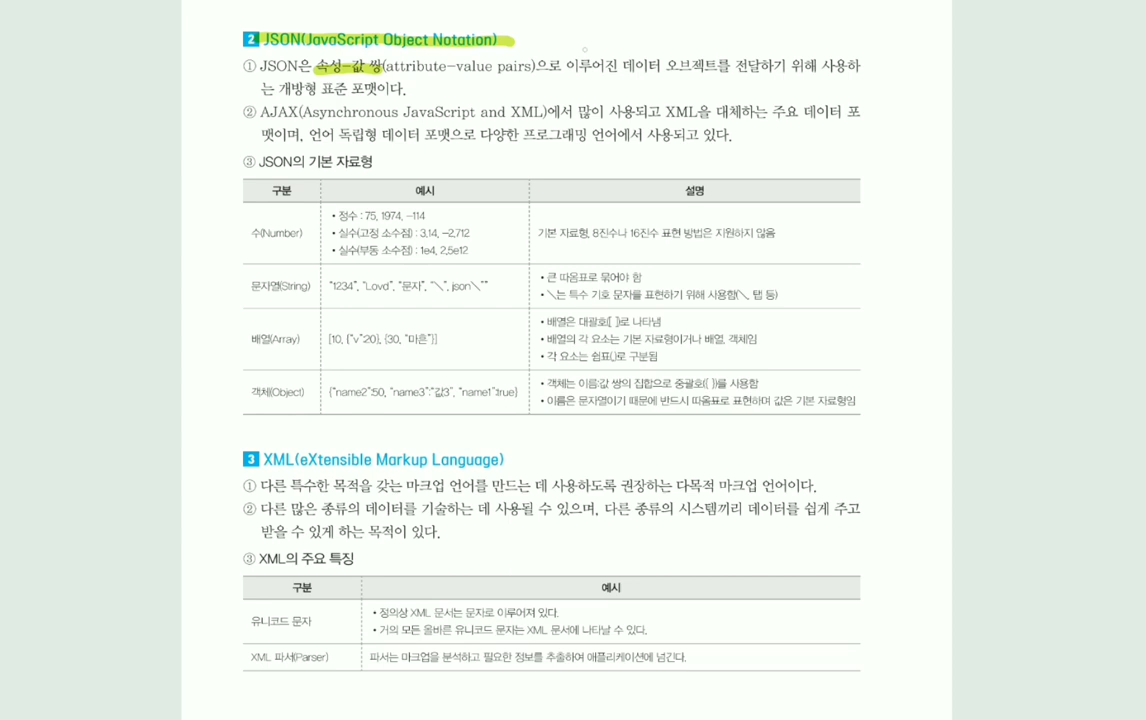 2 JSON(JavaScript Object Notation)
① JSON은 속성-값 쌍(attribute-value pairs)으로 이루어진 데이터 오브젝트를 전달하기 위해 사용하
는 개방형 표준 포맷이다.
② AJAX(Asynchronous JavaScript and XML)에서 많이 사용되고 XML을 대체하는 주요 데이터 포
맷이며, 언어 독립형 데이터 포맷으로 다양한 프로그래밍 언어에서 사용되고 있다.
③ JSON의 기본 자료형
구분 예시 설명
수(Number)
• 정수 : 75, 1974, -114
• 실수(고정 소수점) : 3.14, -2.712
• 실수(부동 소수점) : 1e4, 2.5e12
기본 자료형, 8진수나 16진수 표현 방법은 지원하지 않음
문자열(String)
"1234", "Lovd", "문자", "\", json\""
• 큰 따옴표로 묶어야 함
• \는 특수 기호 문자를 표현하기 위해 사용함(\, 탭 등)
배열(Array)
[10, {"v":20}, {30, "마흔"}]
• 배열은 대괄호([ ])로 나타냄
• 배열의 각 요소는 기본 자료형이거나 배열, 객체임
• 각 요소는 쉼표(,)로 구분됨
객체(Object)
{"name2":50, "name3":"값3", "name1":true}
• 객체는 이름:값 쌍의 집합으로 중괄호({ })를 사용함
• 이름은 문자열이기 때문에 반드시 따옴표로 표현하며 값은 기본 자료형임
3 XML(eXtensible Markup Language)
① 다른 특수한 목적을 갖는 마크업 언어를 만드는 데 사용하도록 권장하는 다목적 마크업 언어이다.
② 다른 많은 종류의 데이터를 기술하는 데 사용될 수 있으며, 다른 종류의 시스템끼리 데이터를 쉽게 주고
받을 수 있게 하는 목적이 있다.
③ XML의 주요 특징
구분 예시
유니코드 문자
• 정의상 XML 문서는 문자로 이루어져 있다.
• 거의 모든 올바른 유니코드 문자는 XML 문서에 나타날 수 있다.
XML 파서(Parser)
파서는 마크업을 분석하고 필요한 정보를 추출하여 애플리케이션에 넘긴다.